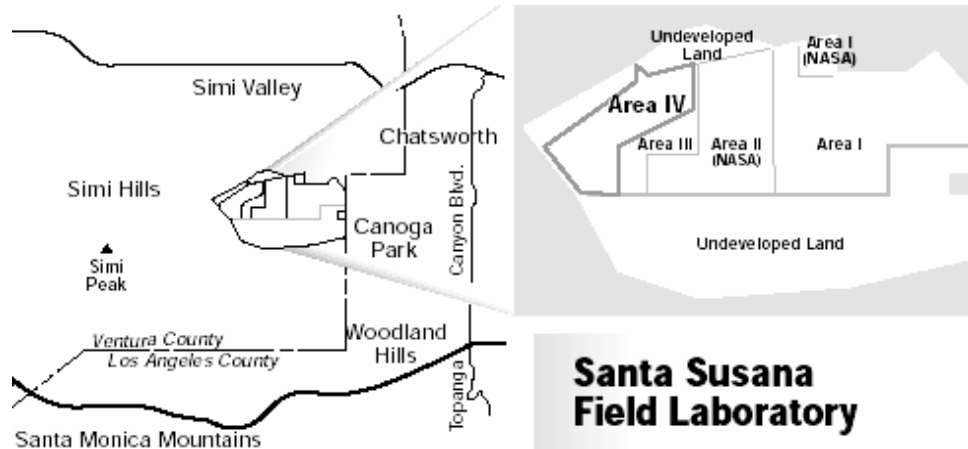 Simi Valley
Chatsworth
Simi Hills
Canoga
Park
Simi
Peak
Canyon Blvd.
Topanga
Woodland
Hills
Ventura County
Los Angeles County
Santa Monica Mountains
Undeveloped
Land
Area I
(NASA)
Area IV
Area III
Area II
(NASA)
Area I
Undeveloped Land
Santa Susana
Field Laboratory